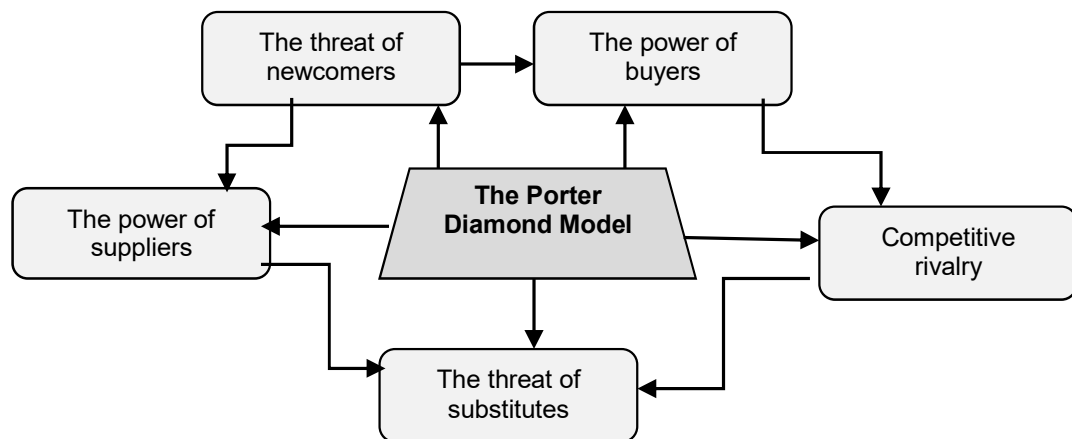 The threat of
newcomers
The power of
buyers
The Porter
Diamond Model
The power of
suppliers
Competitive
rivalry
The threat of
substitutes